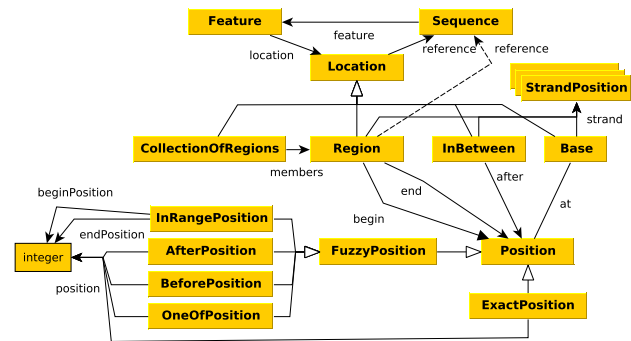 Feature
Sequence
feature
location
reference
reference
Location
StrandPosition
strand
CollectionOfRegions
Region
InBetween
Base
members
after
end
at
begin
beginPosition
InRangePosition
endPosition
integer
AfterPosition
FuzzyPosition
Position
BeforePosition
position
ExactPosition
OneOfPosition